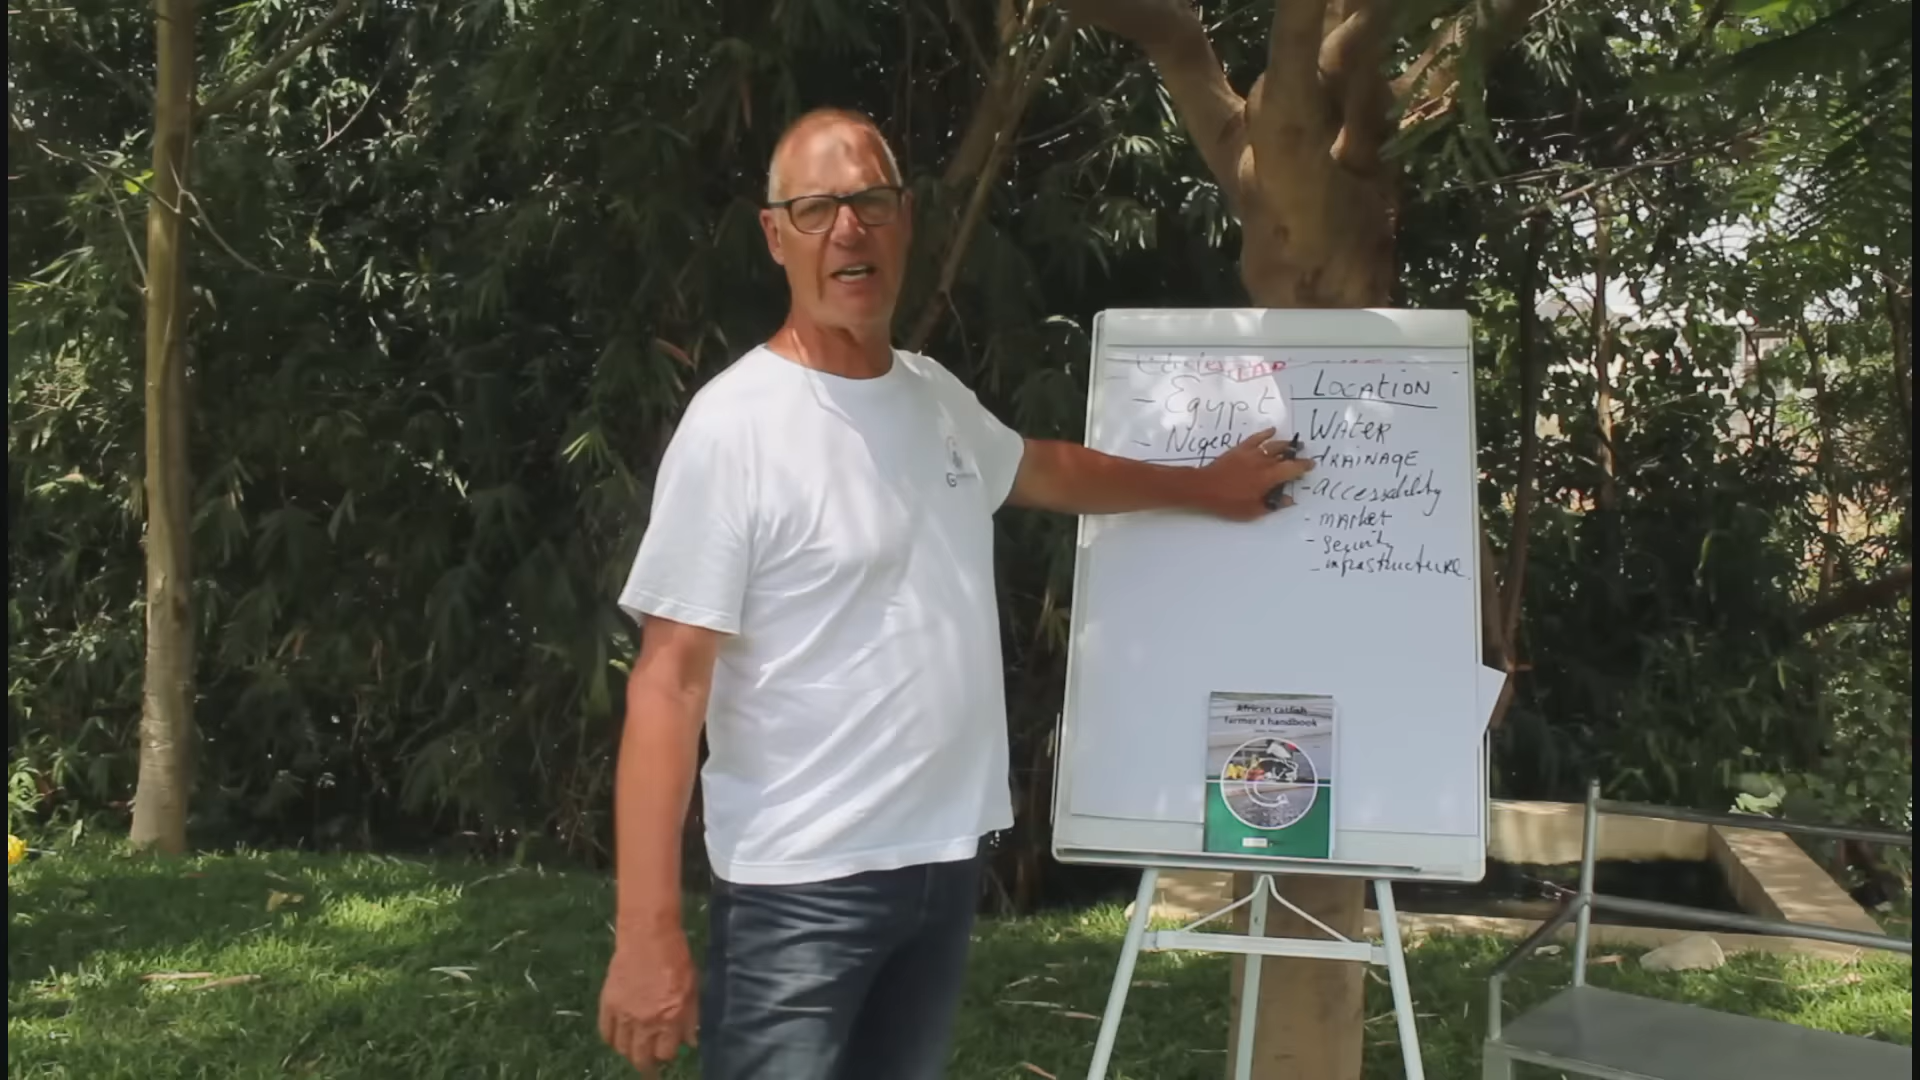 - Egypt
- Nigeri
LOCATION
WAteR
dRAINAGE
- accessability
- market
- Security
- infrastructure.
African catfish
farmer's handbook